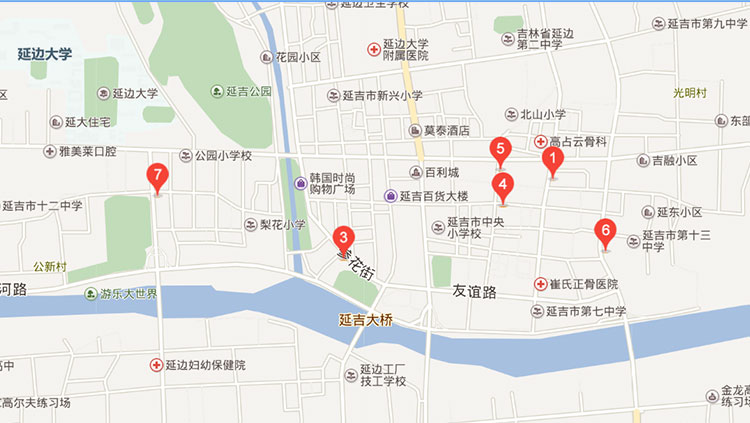 延边卫生学校
延吉市第九中学
吉林省延边
第二中学
延边大学
延边大学
附属医院
花园小区
光明村
延边大学
延吉公园
延吉市新兴小学
北山小学
延大住宅
莫泰酒店
高占云骨科
东部
雅美莱口腔
公园小学校
5
吉融小区
1
百利城
7
韩国时尚
购物广场
4
延吉百货大楼
延吉市十二中学
延东小区
梨花小学
延吉市中央
小学校
6
3
延吉市第十三
中学
公新村
花街
河路
游乐大世界
友谊路
崔氏正骨医院
延吉大桥
延吉市第七中学
延边妇幼保健院
高中
延边工厂
技工学校
高尔夫练习场
金龙高
练习场